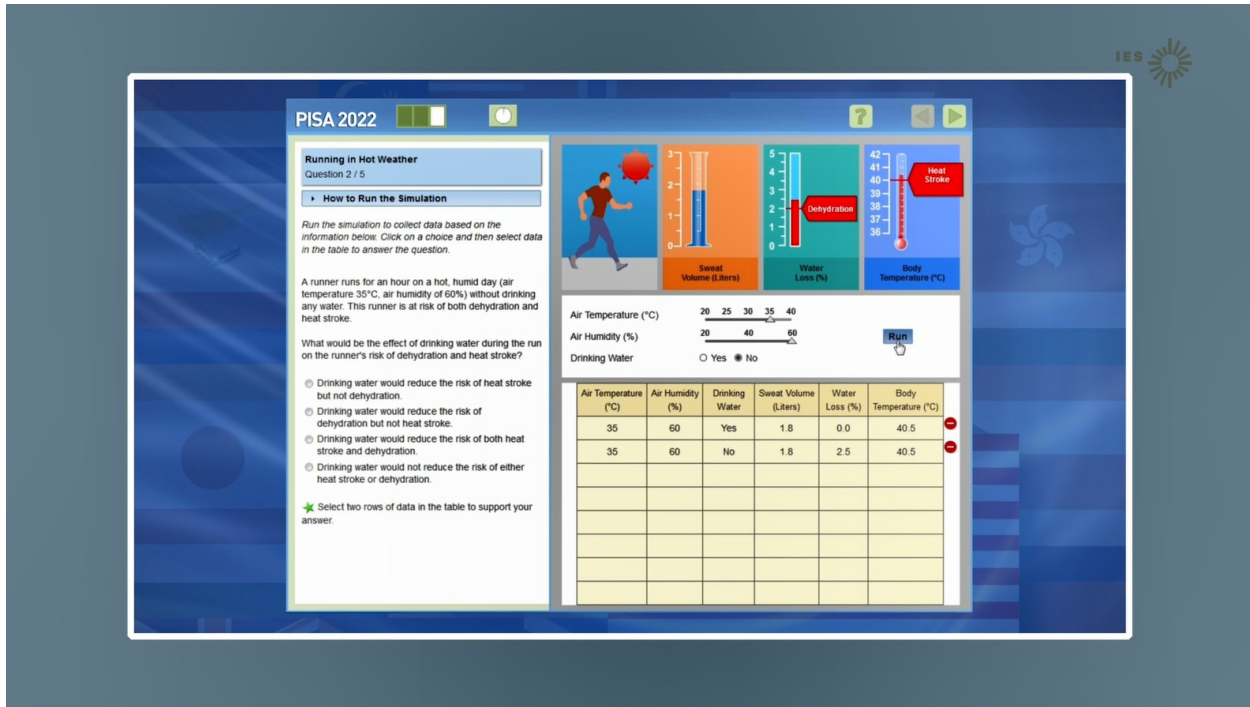 IES
PISA 2022
?
Running in Hot Weather
Question 2 / 5
How to Run the Simulation
Run the simulation to collect data based on the
information below. Click on a choice and then select data
in the table to answer the question.
A runner runs for an hour on a hot, humid day (air
temperature 35°C, air humidity of 60%) without drinking
any water. This runner is at risk of both dehydration and
heat stroke.
What would be the effect of drinking water during the run
on the runner's risk of dehydration and heat stroke?
Drinking water would reduce the risk of heat stroke
but not dehydration.
Drinking water would reduce the risk of
dehydration but not heat stroke.
Drinking water would reduce the risk of both heat
stroke and dehydration.
Drinking water would not reduce the risk of either
heat stroke or dehydration.
Select two rows of data in the table to support your
answer.
3
2
1
0
Sweat
Volume (Liters)
5
4
3
2
1
0
Dehydration
Water
Loss (%)
42
41
40
39
38
37
36
Heat
Stroke
Body
Temperature (°C)
Air Temperature (°C) 20 25 30 35 40
Air Humidity (%) 20 40 60
Run
Drinking Water Yes No
Air Temperature Air Humidity Drinking Sweat Volume Water Body
(°C) (%) Water (Liters) Loss (%) Temperature (°C)
35 60 Yes 1.8 0.0 40.5
35 60 No 1.8 2.5 40.5